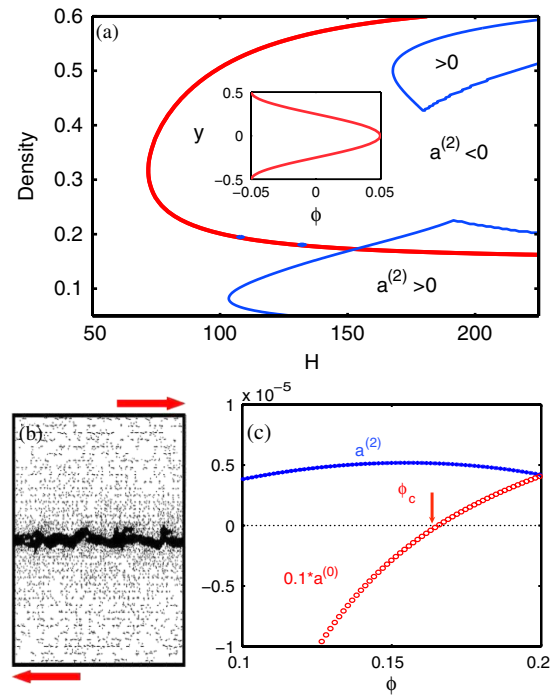 (a)
Density
0.6
0.5
0.4
0.3
0.2
0.1
50
100
150
200
H
>0
a(2) <0
a(2) >0
y
0.5
0
−0.5
−0.05
0
0.05
ϕ
(b)
(c)
x 10^-5
1
0.5
0
−0.5
−1
0.1
0.15
0.2
ϕ
a(2)
ϕc
0.1*a(0)